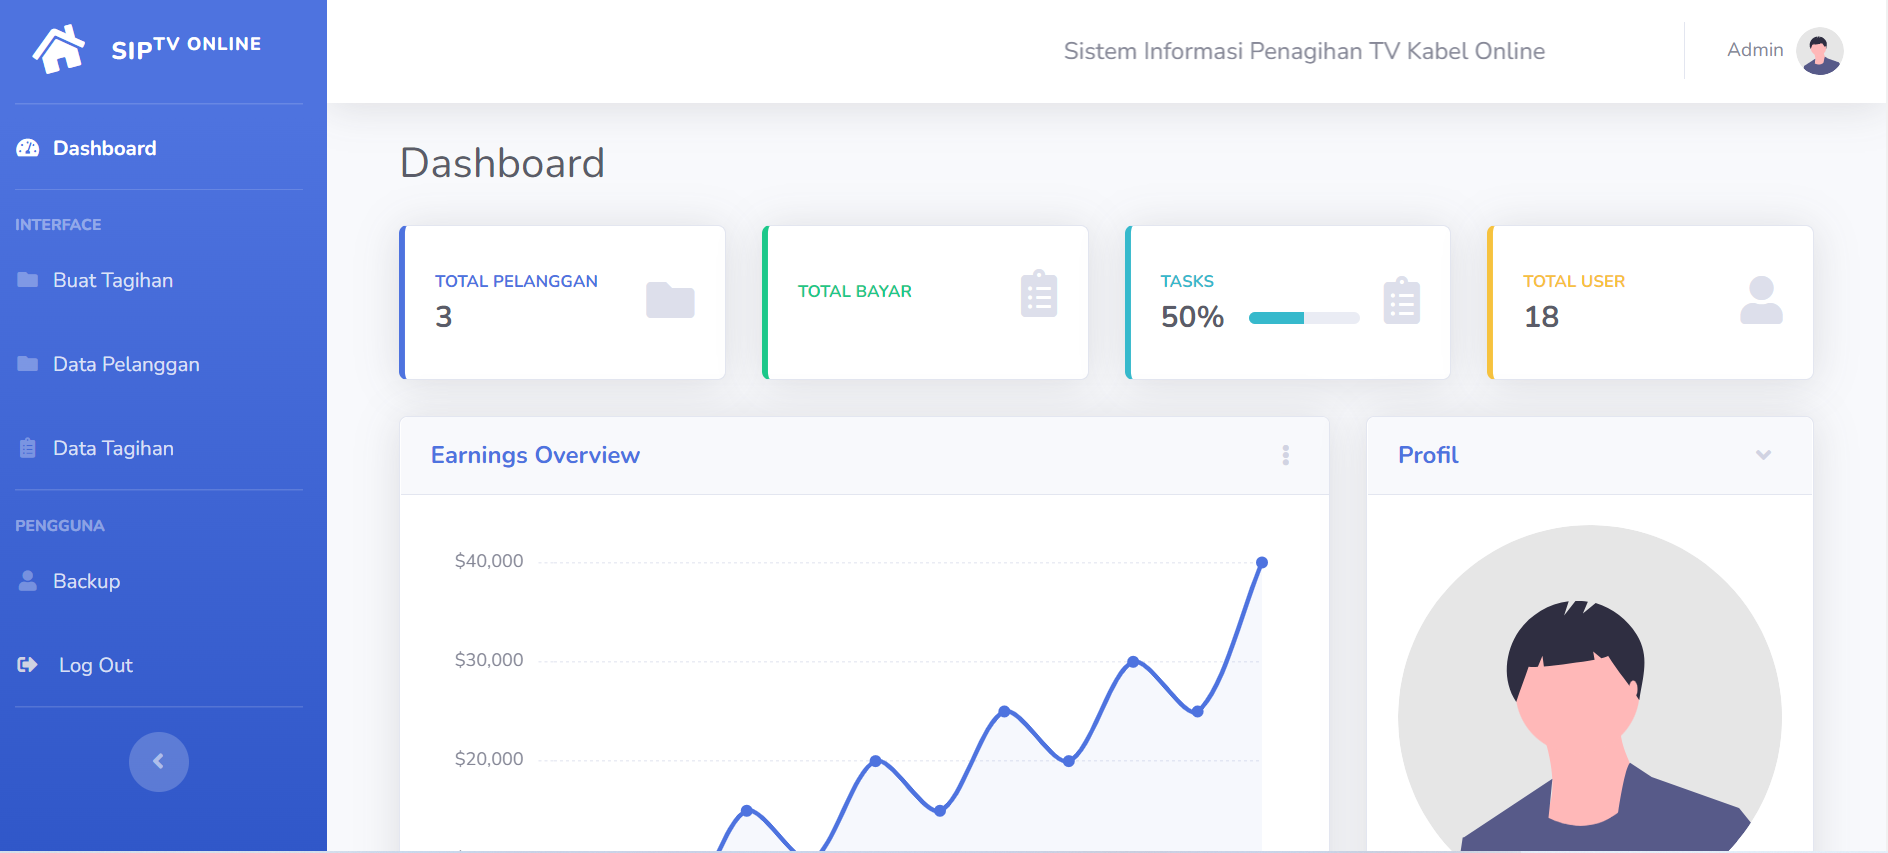 SIPTV ONLINE
Sistem Informasi Penagihan TV Kabel Online
Admin
Dashboard
INTERFACE
Buat Tagihan
Data Pelanggan
Data Tagihan
PENGGUNA
Backup
Log Out
Dashboard
TOTAL PELANGGAN
3
TOTAL BAYAR
TASKS
50%
TOTAL USER
18
Earnings Overview
$40,000
$30,000
$20,000
Profil